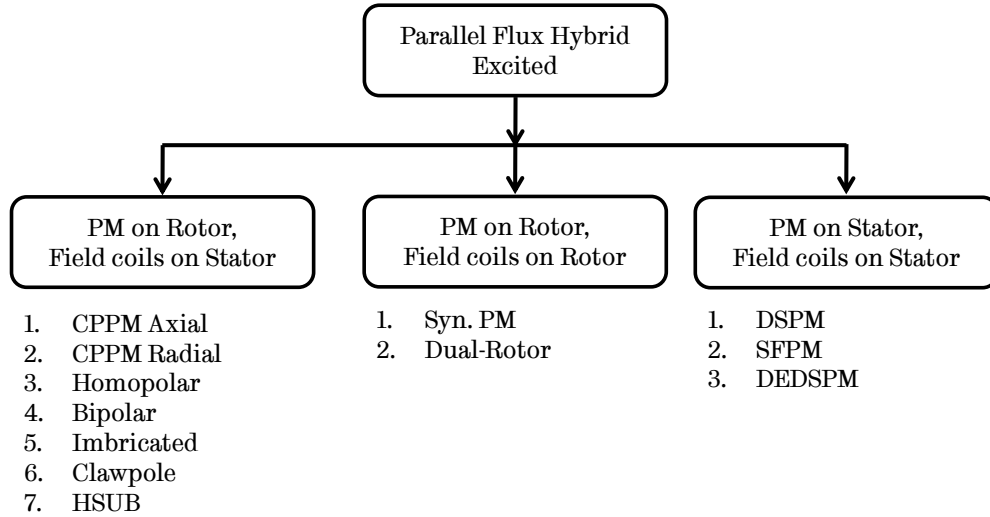 Parallel Flux Hybrid
Excited
PM on Rotor,
Field coils on Stator
1. CPPM Axial
2. CPPM Radial
3. Homopolar
4. Bipolar
5. Imbricated
6. Clawpole
7. HSUB
PM on Rotor,
Field coils on Rotor
1. Syn. PM
2. Dual-Rotor
PM on Stator,
Field coils on Stator
1. DSPM
2. SFPM
3. DEDSPM